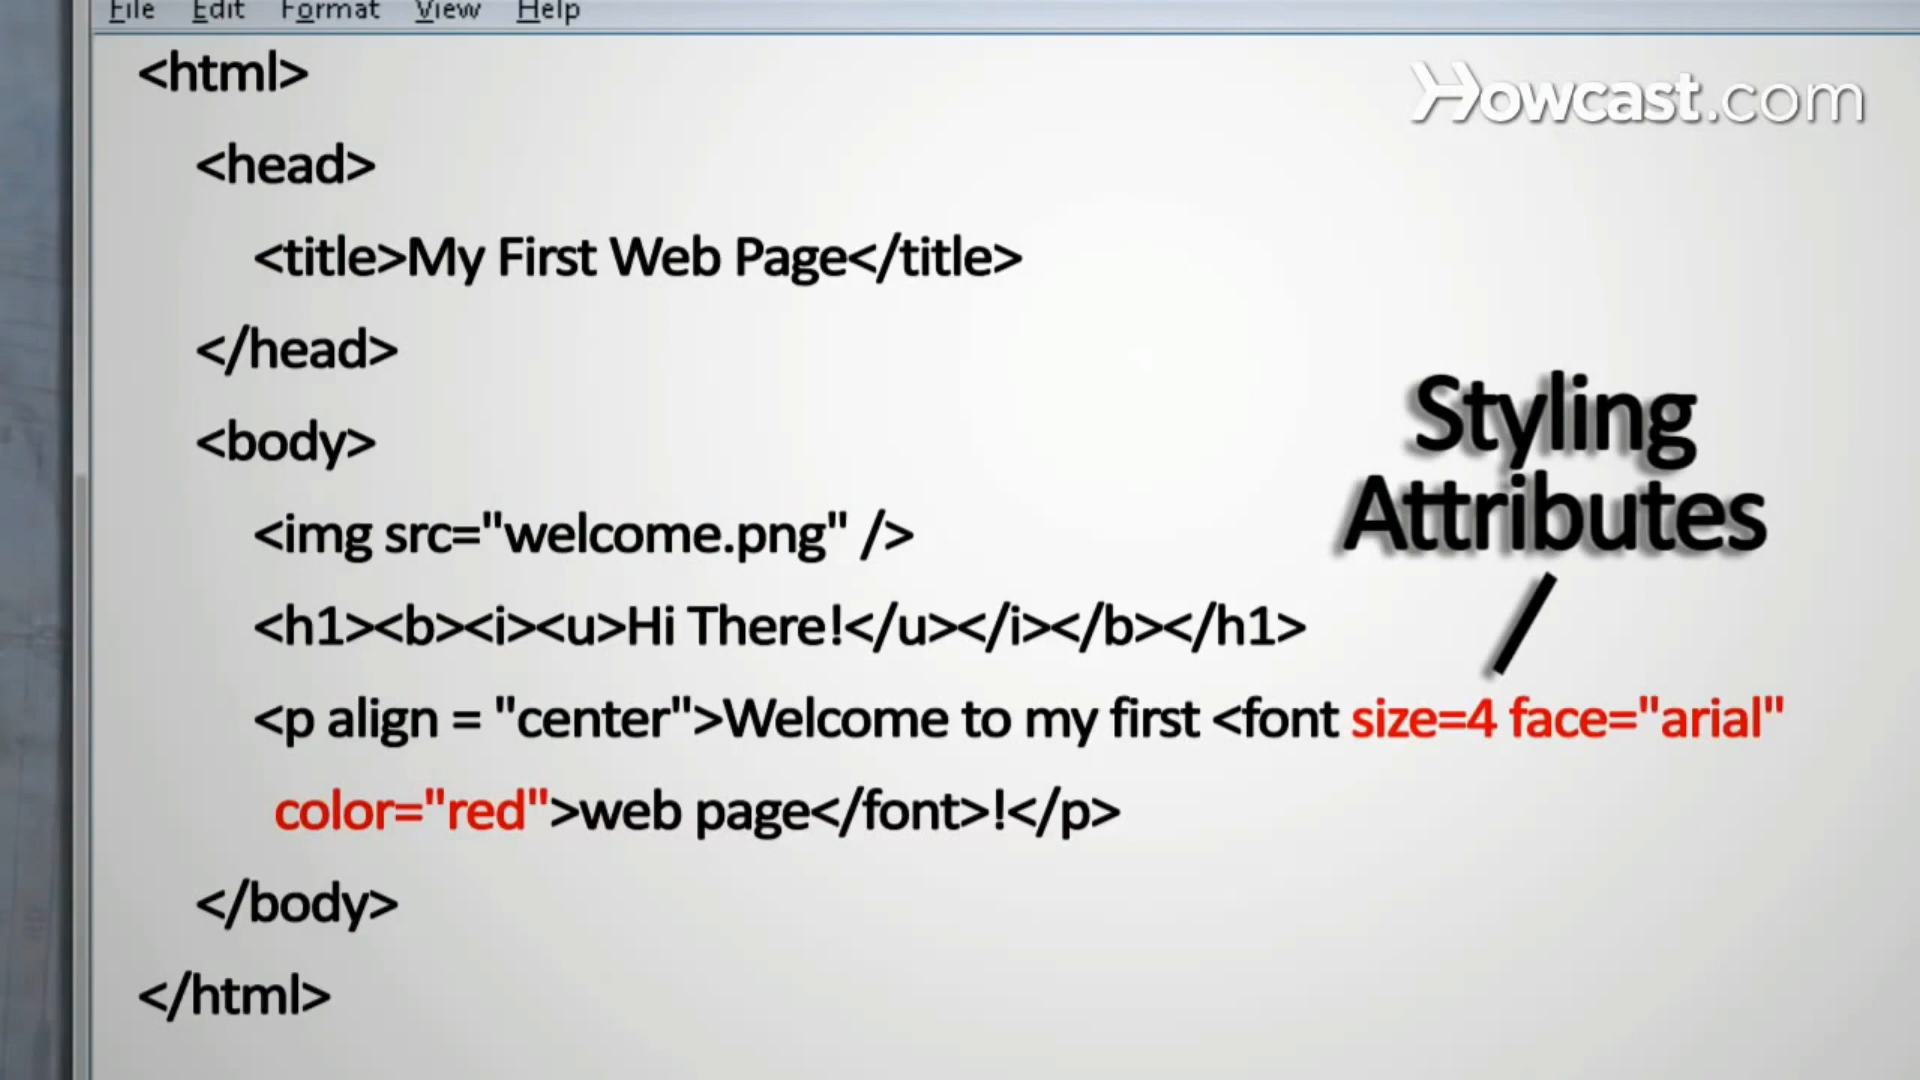 File Edit Format View Help
Howcast.com
<html>
<head>
<title>My First Web Page</title>
</head>
<body>
<img src="welcome.png" />
<h1><b><i><u>Hi There!</u></i></b></h1>
Styling
Attributes
<p align = "center">Welcome to my first <font size=4 face="arial"
color="red">web page</font>!</p>
</body>
</html>